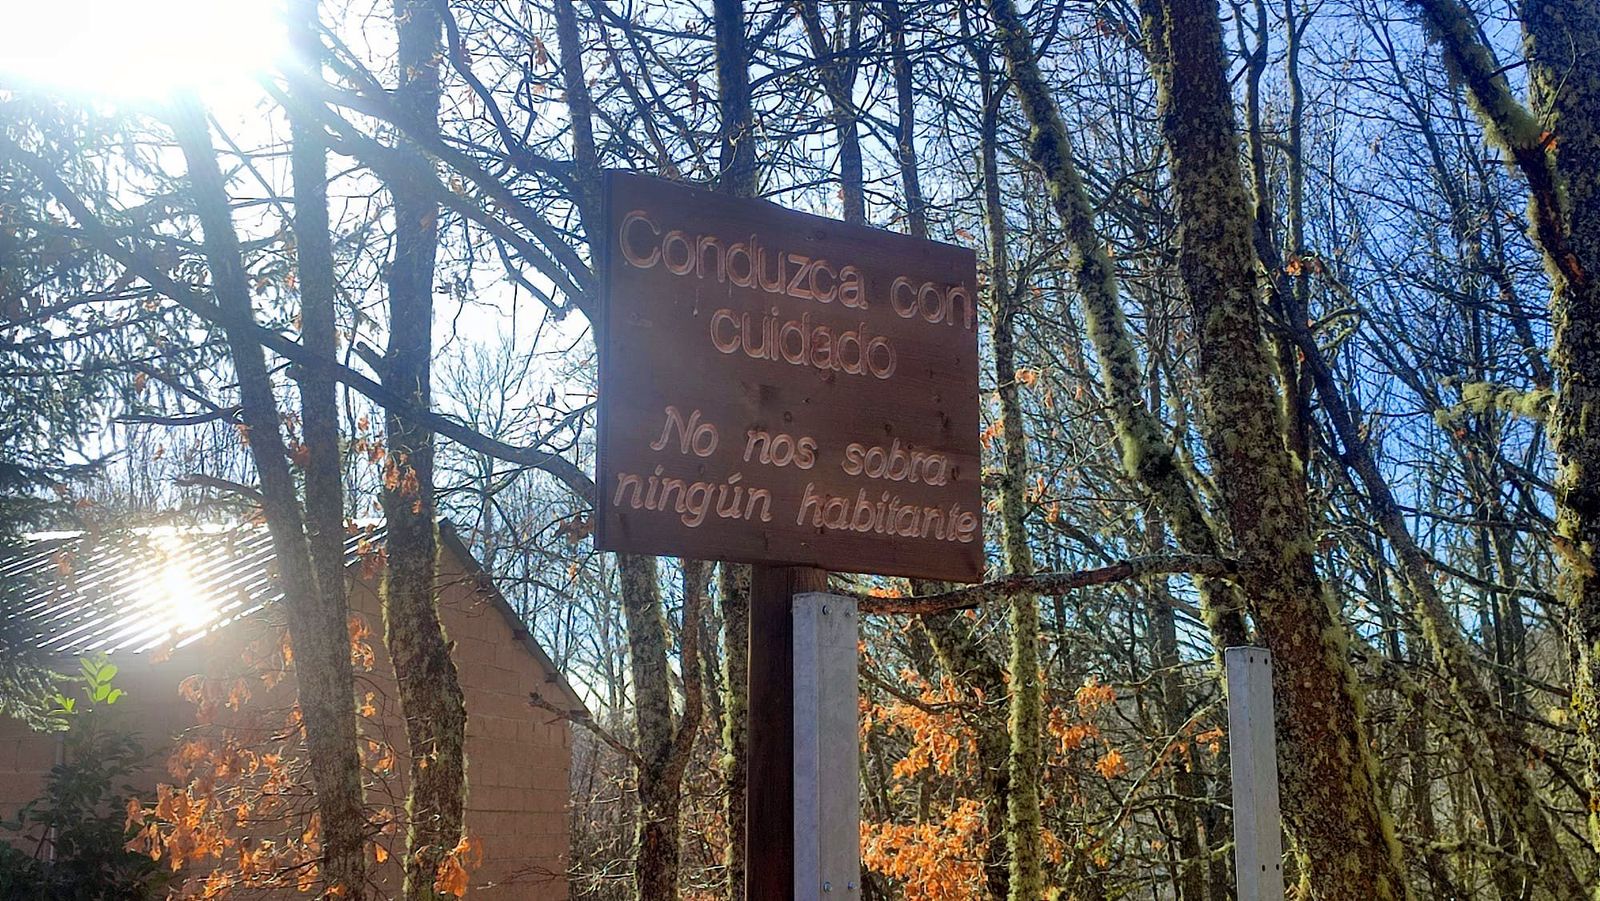 Conduzca con
cuidado
No nos sobra
ningún habitante